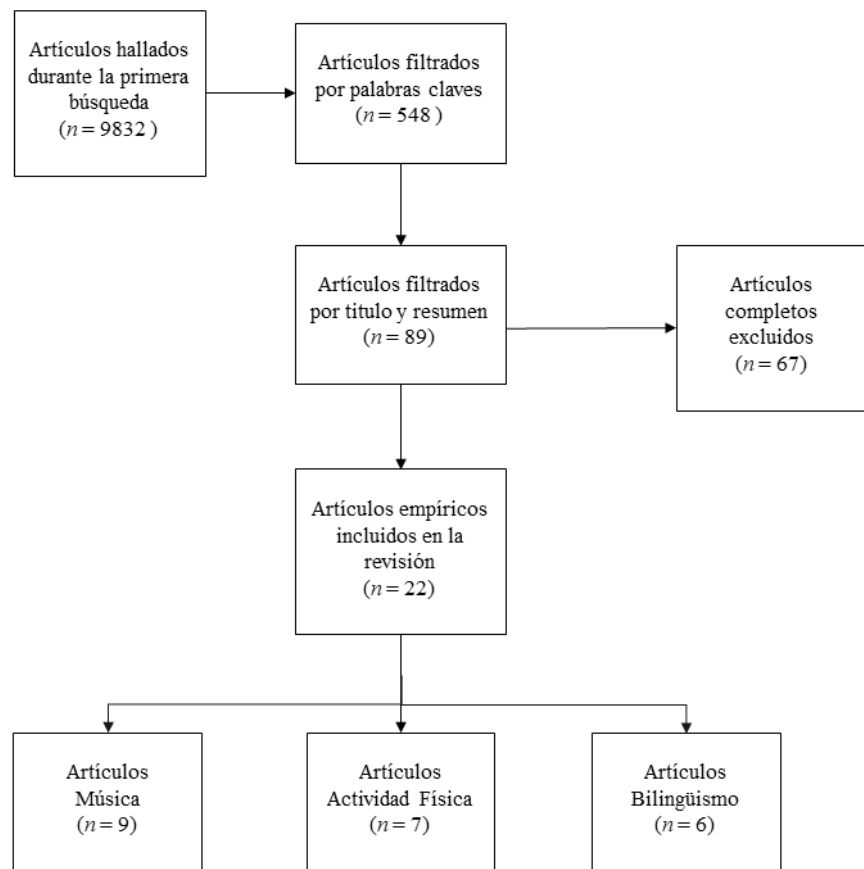 Artículos hallados
durante la primera
búsqueda
(n = 9832 )
Artículos filtrados
por palabras claves
(n = 548 )
Artículos filtrados
por titulo y resumen
(n = 89)
Artículos
completos
excluidos
(n = 67)
Artículos empíricos
incluidos en la
revisión
(n = 22)
Artículos
Música
(n = 9)
Artículos
Actividad Física
(n = 7)
Artículos
Bilingüismo
(n = 6)